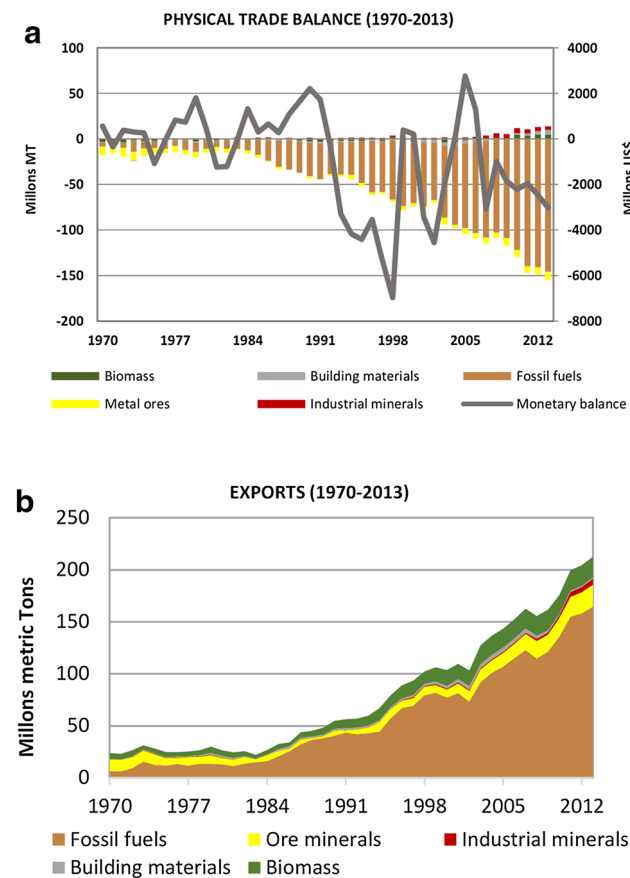 a
PHYSICAL TRADE BALANCE (1970-2013)
100
50
0
-50
-100
-150
-200
Millons MT
4000
2000
0
-2000
-4000
-6000
-8000
Millons US$
1970 1977 1984 1991 1998 2005 2012
Biomass Building materials Fossil fuels
Metal ores Industrial minerals Monetary balance
b
EXPORTS (1970-2013)
250
200
150
100
50
0
Millons metric Tons
1970 1977 1984 1991 1998 2005 2012
Fossil fuels Ore minerals Industrial minerals
Building materials Biomass